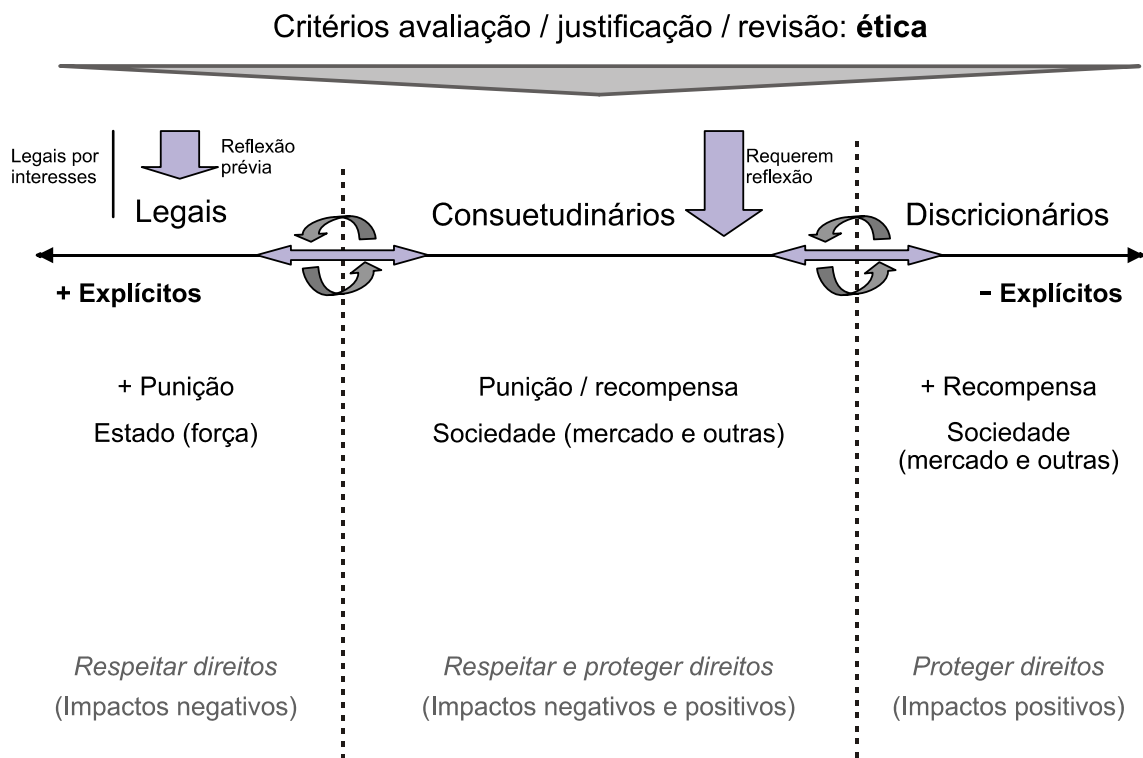 Critérios avaliação / justificação / revisão: ética
Legais por
interesses
Reflexão
prévia
Requerem
reflexão
Legais
Consuetudinários
Discricionários
+ Explícitos
- Explícitos
+ Punição
Punição / recompensa
+ Recompensa
Estado (força)
Sociedade (mercado e outras)
Sociedade
(mercado e outras)
Respeitar direitos
Respeitar e proteger direitos
Proteger direitos
(Impactos negativos)
(Impactos negativos e positivos)
(Impactos positivos)